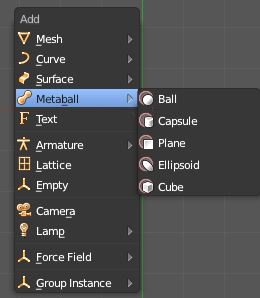 Add
Mesh
Curve
Surface
Metaball
Text
Armature
Lattice
Empty
Camera
Lamp
Force Field
Group Instance
Ball
Capsule
Plane
Ellipsoid
Cube